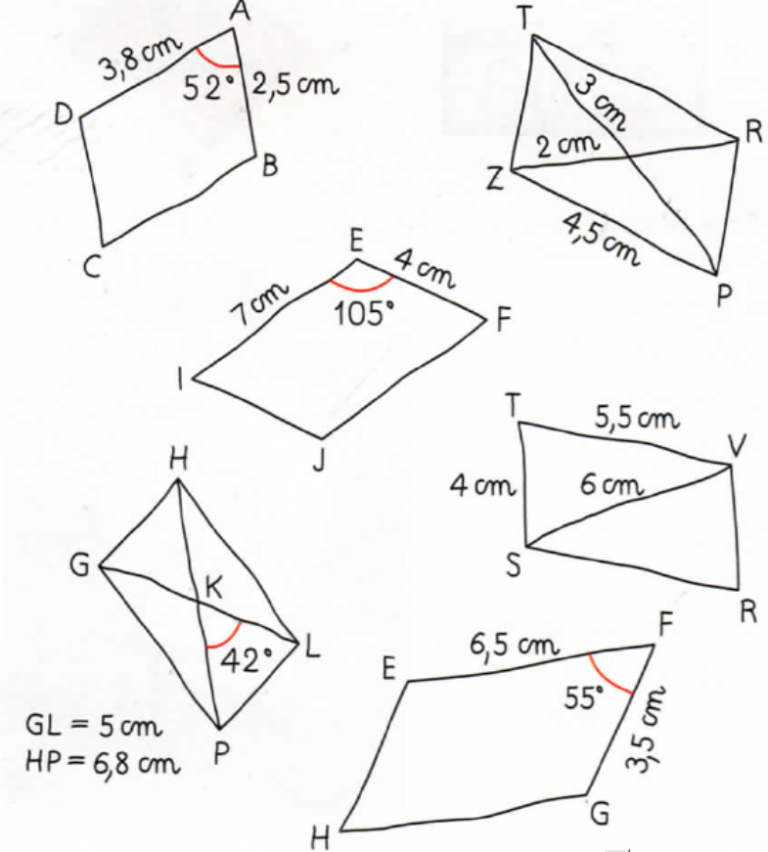 A
3,8 cm
52°
2,5 cm
D
B
C
T
3 cm
2 cm
R
Z
4,5 cm
P
E
4 cm
7 cm
105°
F
I
J
T
5,5 cm
V
4 cm
6 cm
S
R
H
G
K
L
42°
P
GL = 5 cm
HP = 6,8 cm
F
6,5 cm
E
55°
3,5 cm
G
H